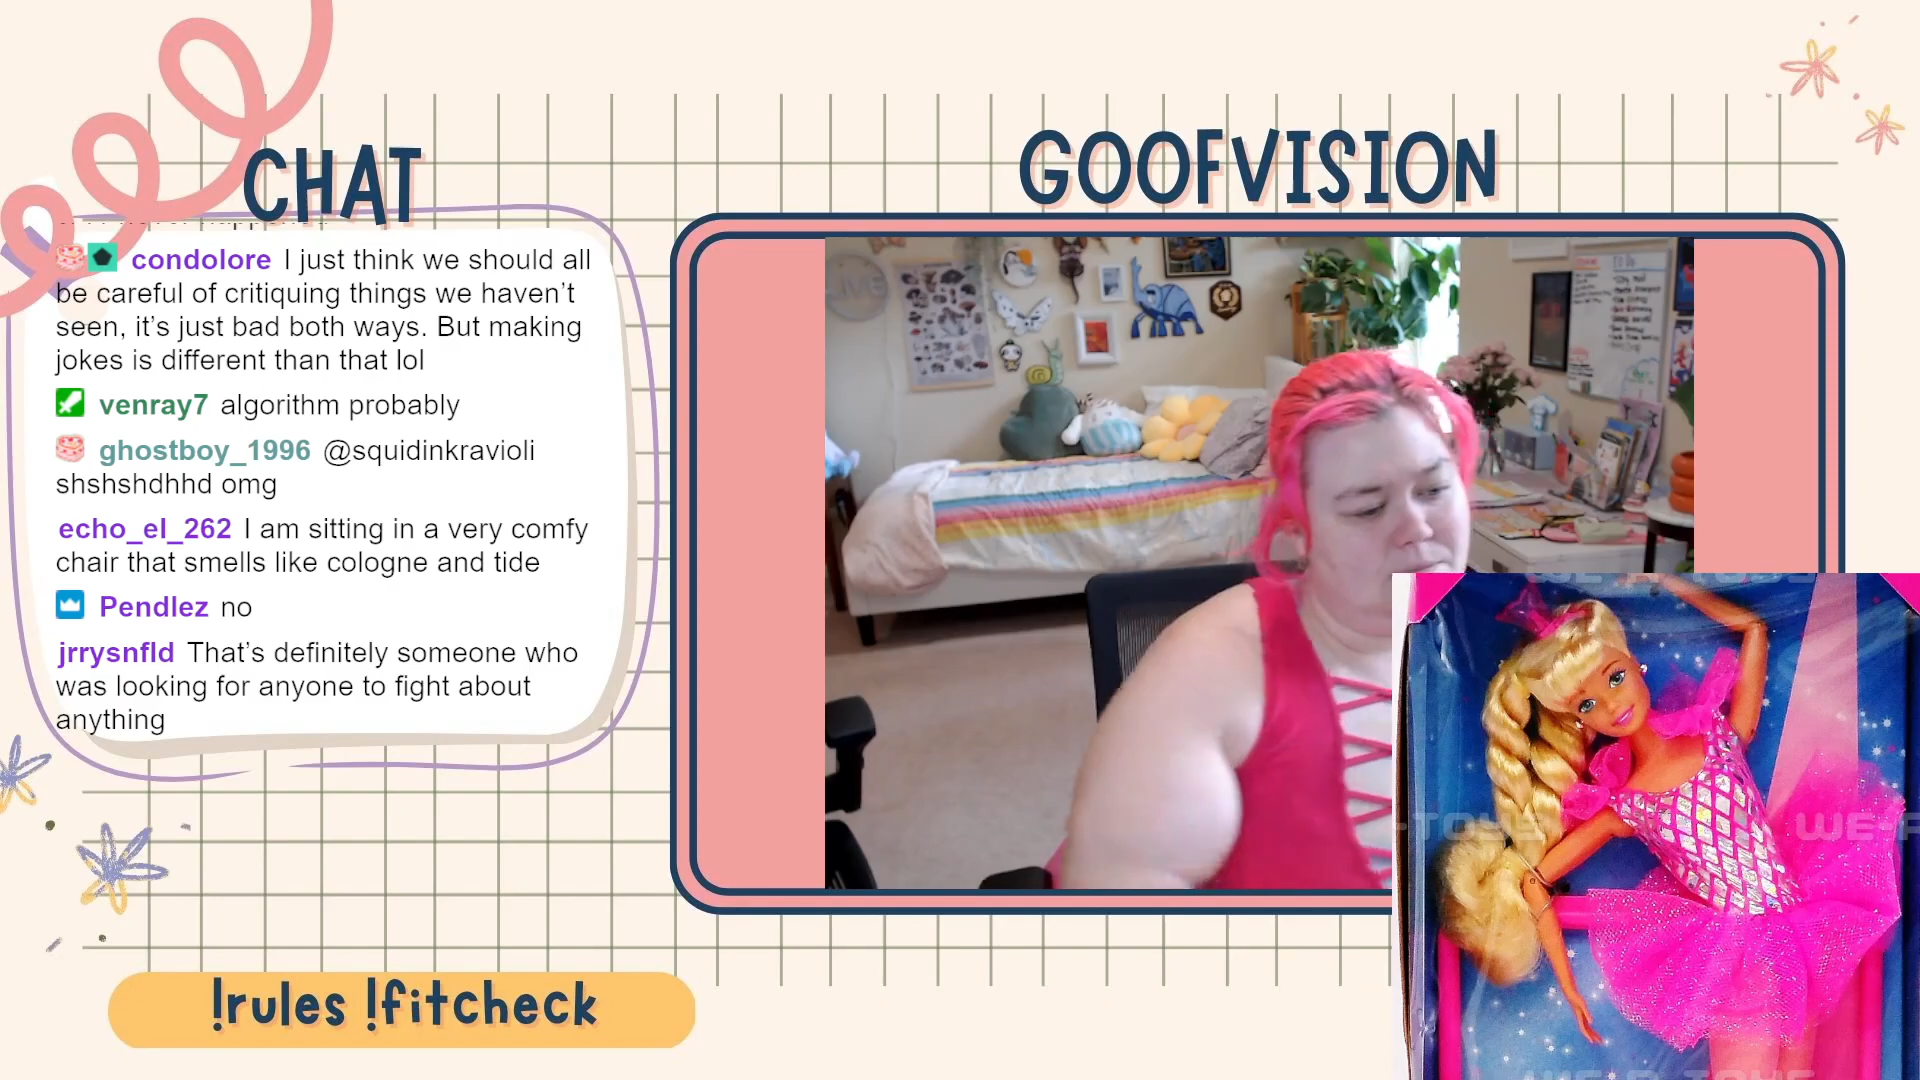 CHAT
GOOFVISION
condolore I just think we should all
be careful of critiquing things we haven't
seen, it's just bad both ways. But making
jokes is different than that lol
venray7 algorithm probably
ghostboy_1996 @squidinkravioli
shshshdhhd omg
echo_el_262 I am sitting in a very comfy
chair that smells like cologne and tide
Pendlez no
jrrysnfld That's definitely someone who
was looking for anyone to fight about
anything
!rules !fitcheck